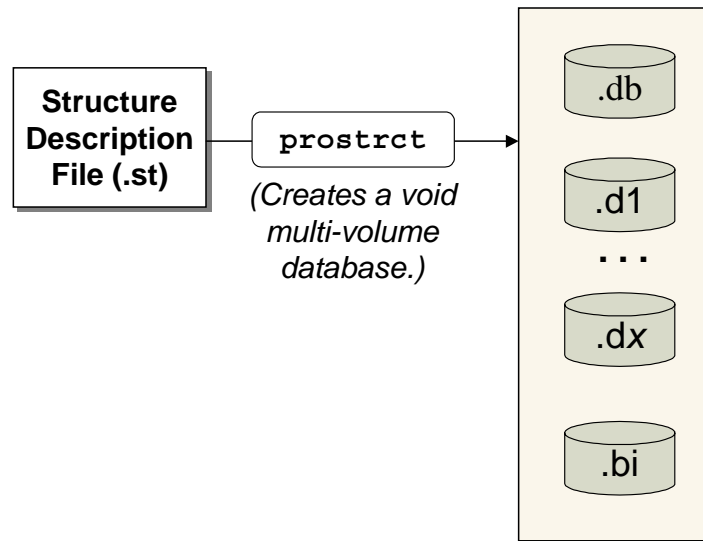 Structure
Description
File (.st)
prostrct
(Creates a void
multi-volume
database.)
.db
.d1
. . .
.dx
.bi